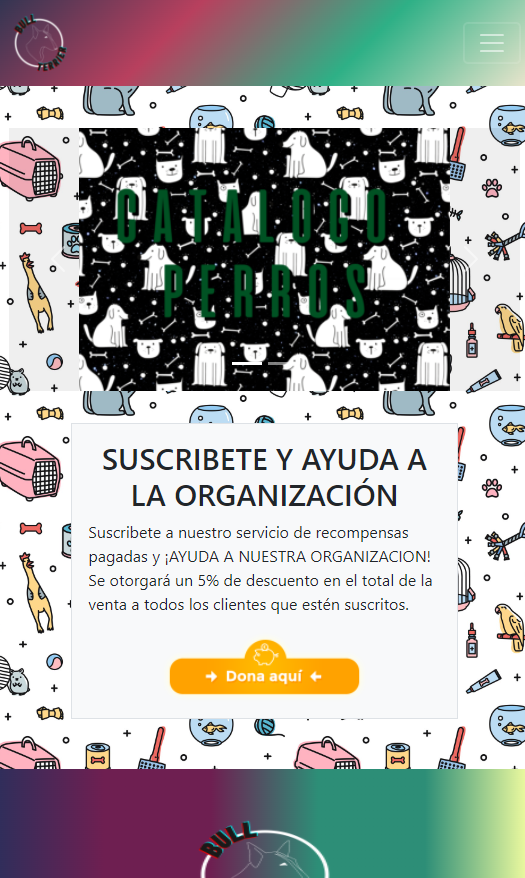 BULL
TERRIER
CATALOGO
PERROS
SUSCRIBETE Y AYUDA A
LA ORGANIZACIÓN
Suscribete a nuestro servicio de recompensas
pagadas y ¡AYUDA A NUESTRA ORGANIZACION!
Se otorgará un 5% de descuento en el total de la
venta a todos los clientes que estén suscritos.
Dona aquí
BULL